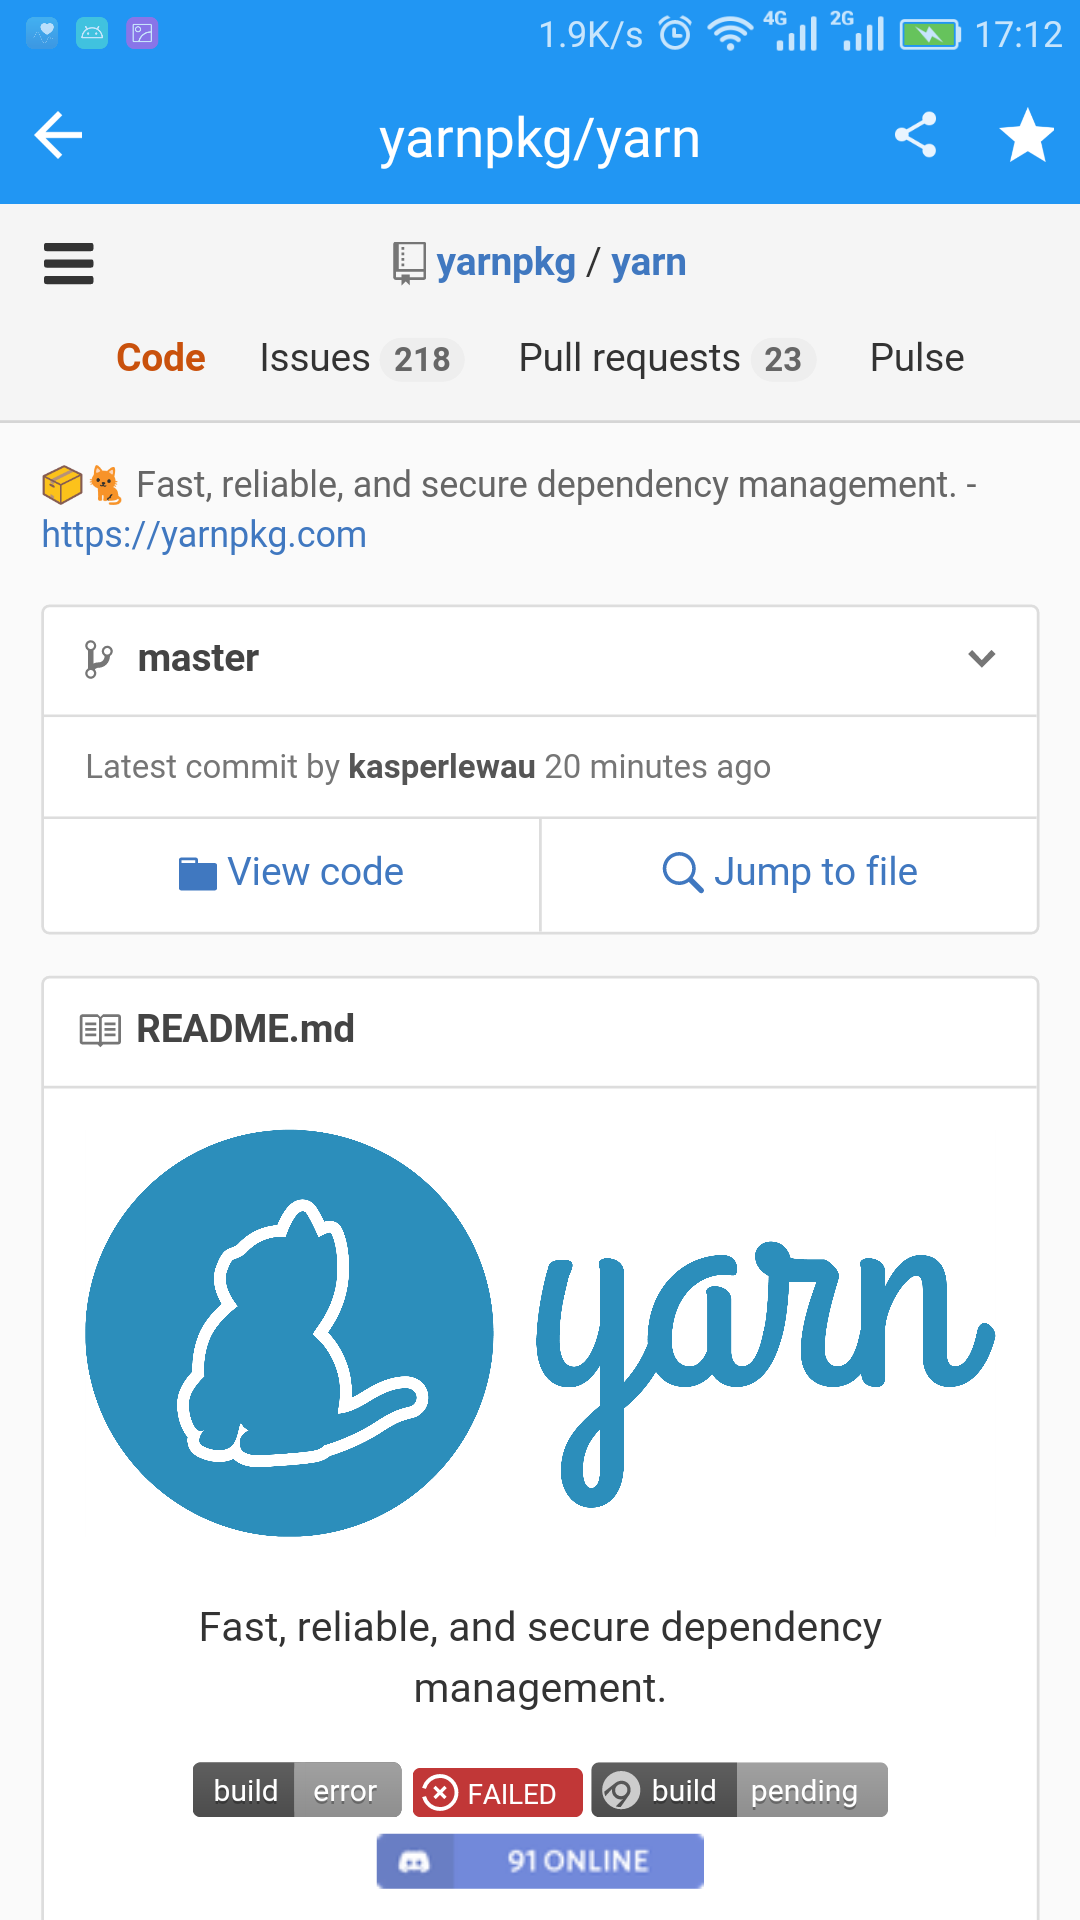 1.9K/s 4G 2G 17:12
yarnpkg/yarn
yarnpkg / yarn
Code Issues 218 Pull requests 23 Pulse
Fast, reliable, and secure dependency management. -
https://yarnpkg.com
master
Latest commit by kasperlewau 20 minutes ago
View code Jump to file
README.md
yarn
Fast, reliable, and secure dependency
management.
build error FAILED build pending
91 ONLINE